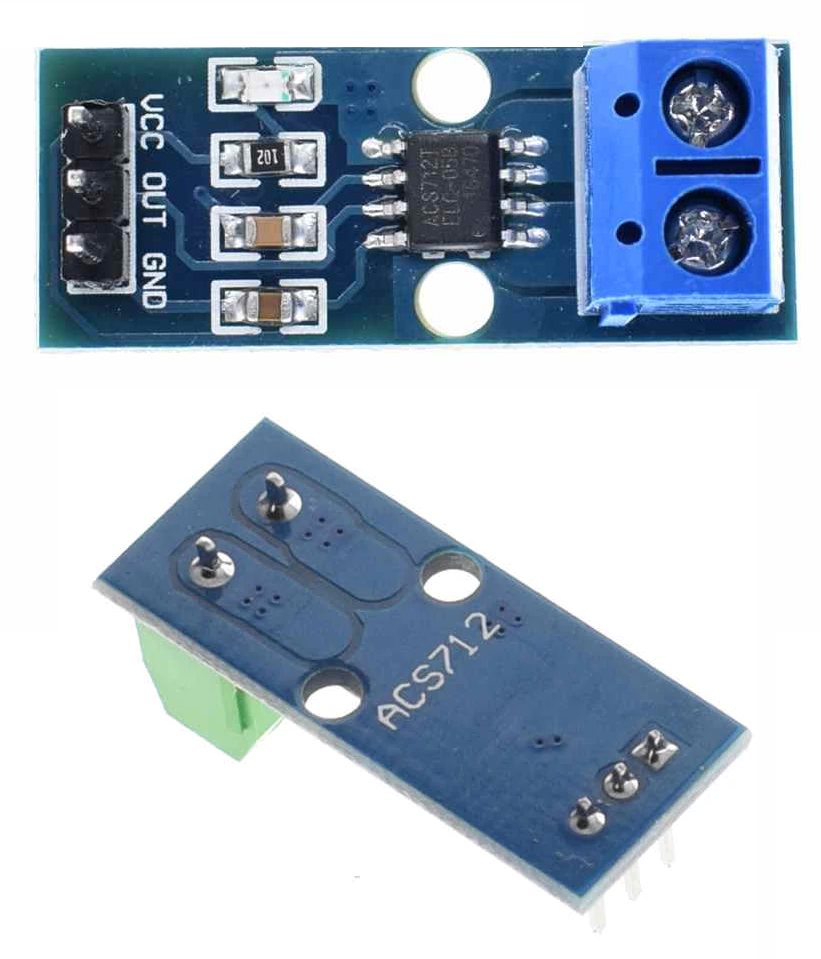 VCC OUT GND
102
ACS712T
ELC-05B
ACS712